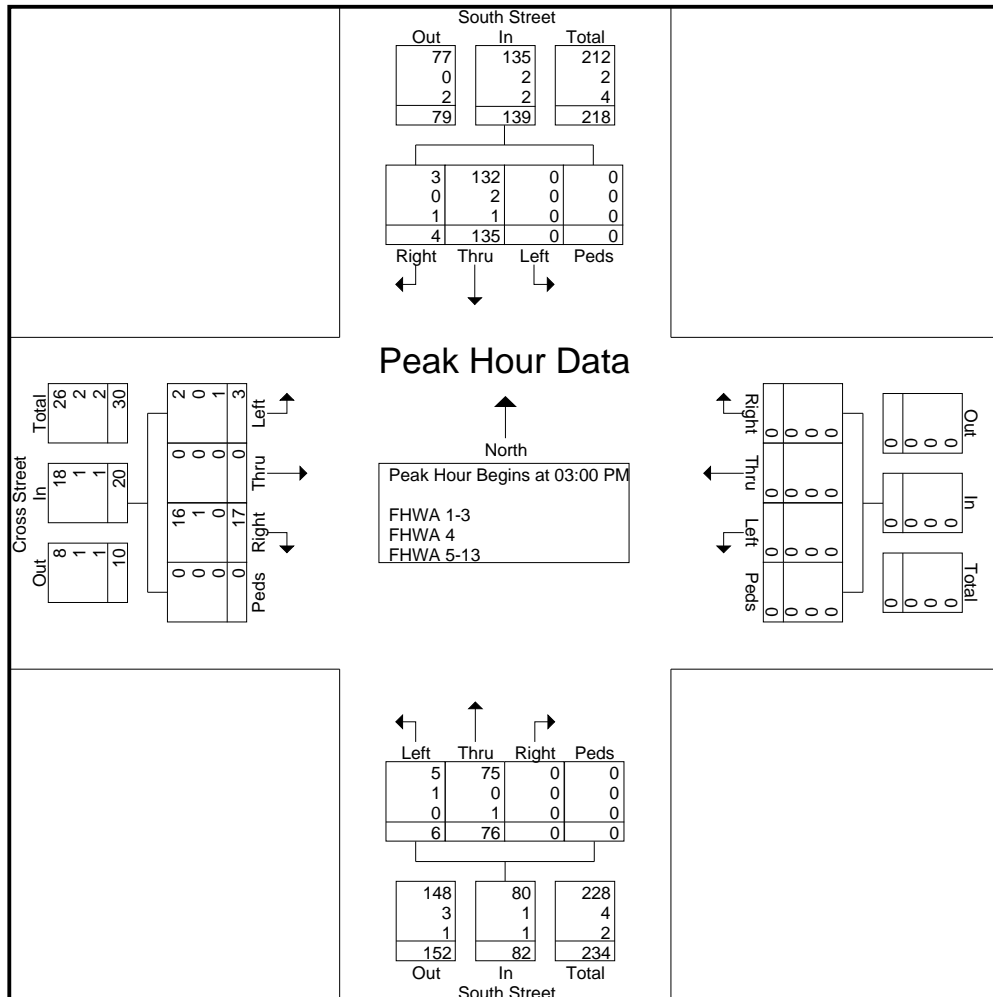 South Street
Out In Total
77 135 212
0 2 2
2 2 4
79 139 218
3 132 0 0
0 2 0 0
1 1 0 0
4 135 0 0
Right Thru Left Peds
Peak Hour Data
North
Peak Hour Begins at 03:00 PM
FHWA 1-3
FHWA 4
FHWA 5-13
Cross Street
Out In Total
8 18 26
1 1 2
1 1 2
10 20 30
0 16 0 2
0 1 0 0
0 0 0 1
0 17 0 3
Peds Right Thru Left
Right Thru Left Peds
0 0 0 0
0 0 0 0
0 0 0 0
0 0 0 0
Out In Total
0 0 0
0 0 0
0 0 0
0 0 0
Left Thru Right Peds
5 75 0 0
1 0 0 0
0 1 0 0
6 76 0 0
148 80 228
3 1 4
1 1 2
152 82 234
Out In Total
South Street